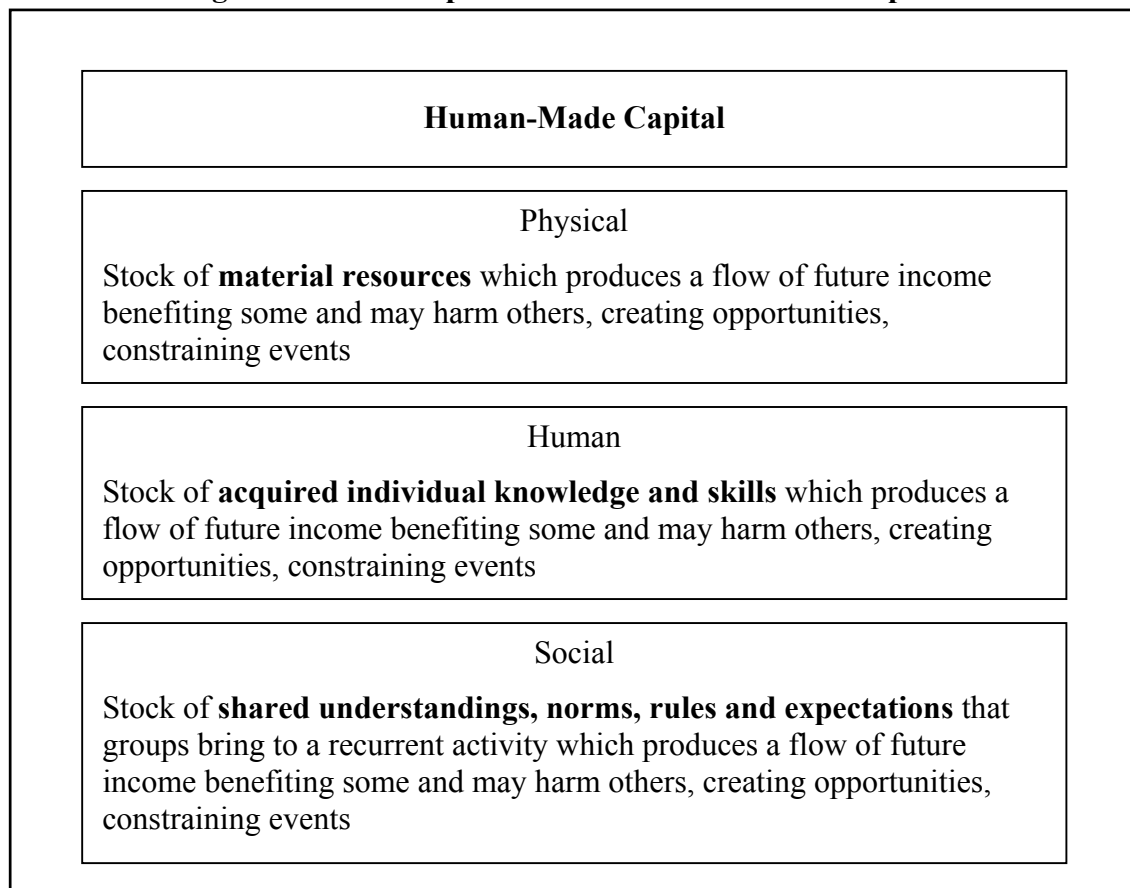 Human-Made Capital
Physical
Stock of material resources which produces a flow of future income
benefiting some and may harm others, creating opportunities,
constraining events
Human
Stock of acquired individual knowledge and skills which produces a
flow of future income benefiting some and may harm others, creating
opportunities, constraining events
Social
Stock of shared understandings, norms, rules and expectations that
groups bring to a recurrent activity which produces a flow of future
income benefiting some and may harm others, creating opportunities,
constraining events